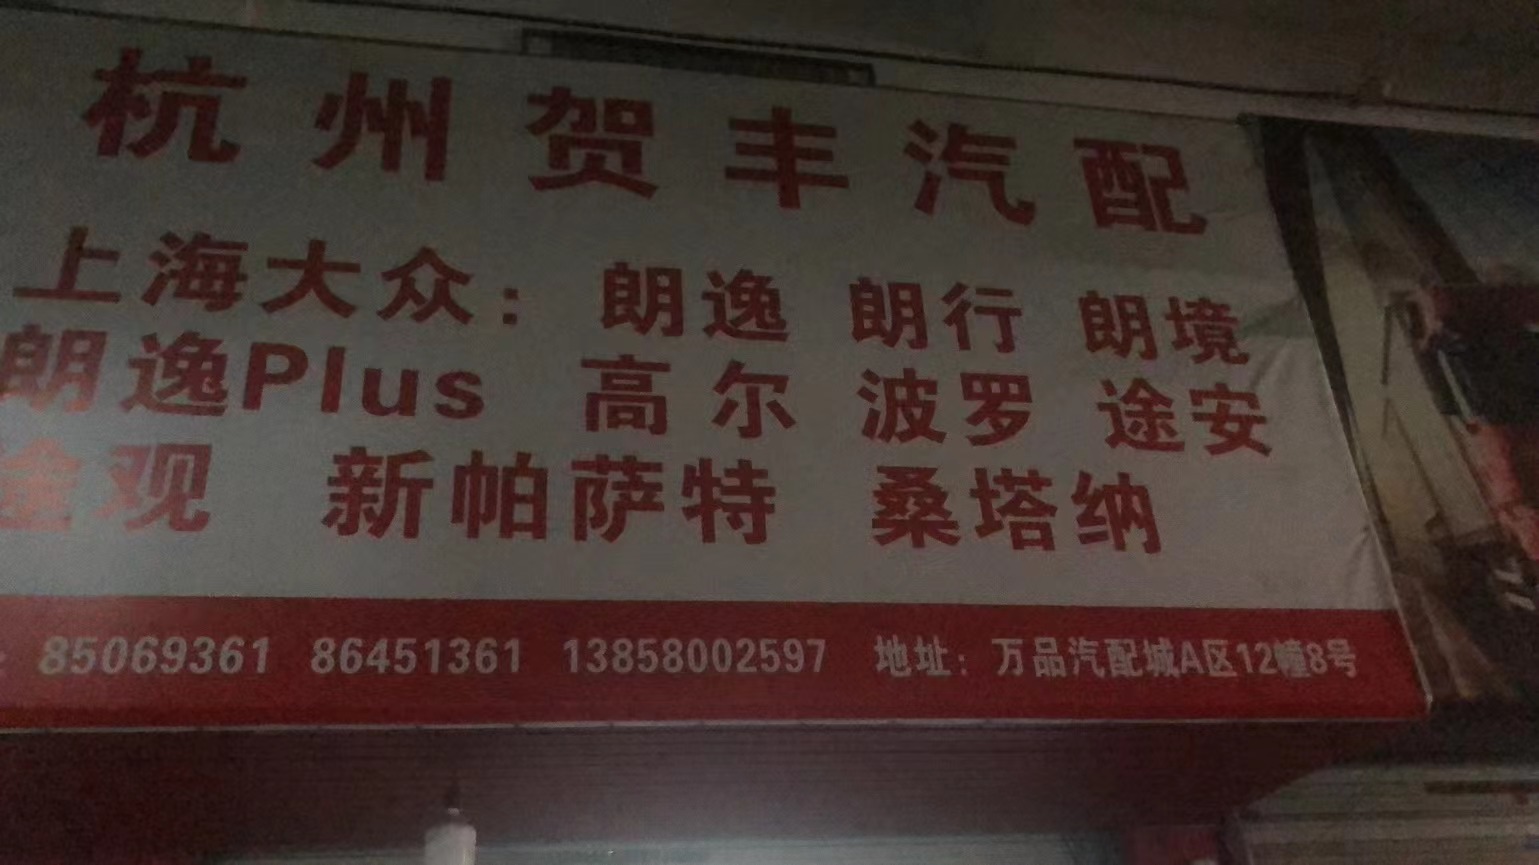 杭州贺丰汽配
上海大众：朗逸 朗行 朗境
朗逸Plus 高尔 波罗 途安
途观 新帕萨特 桑塔纳
: 85069361 86451361 13858002597 地址：万品汽配城A区12幢8号